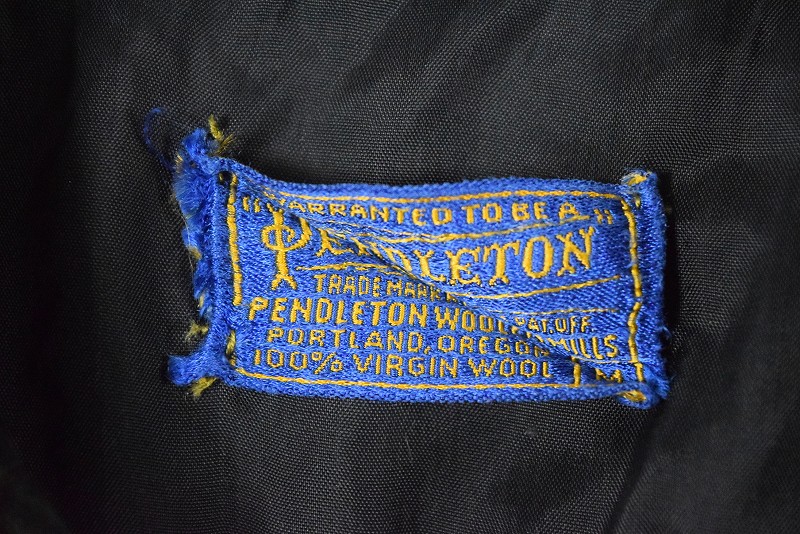 "WARRANTED TO BE A"
PENDLETON
TRADE MARK PAT. OFF.
PENDLETON WOOL MILLS
PORTLAND, OREGON
100% VIRGIN WOOL M